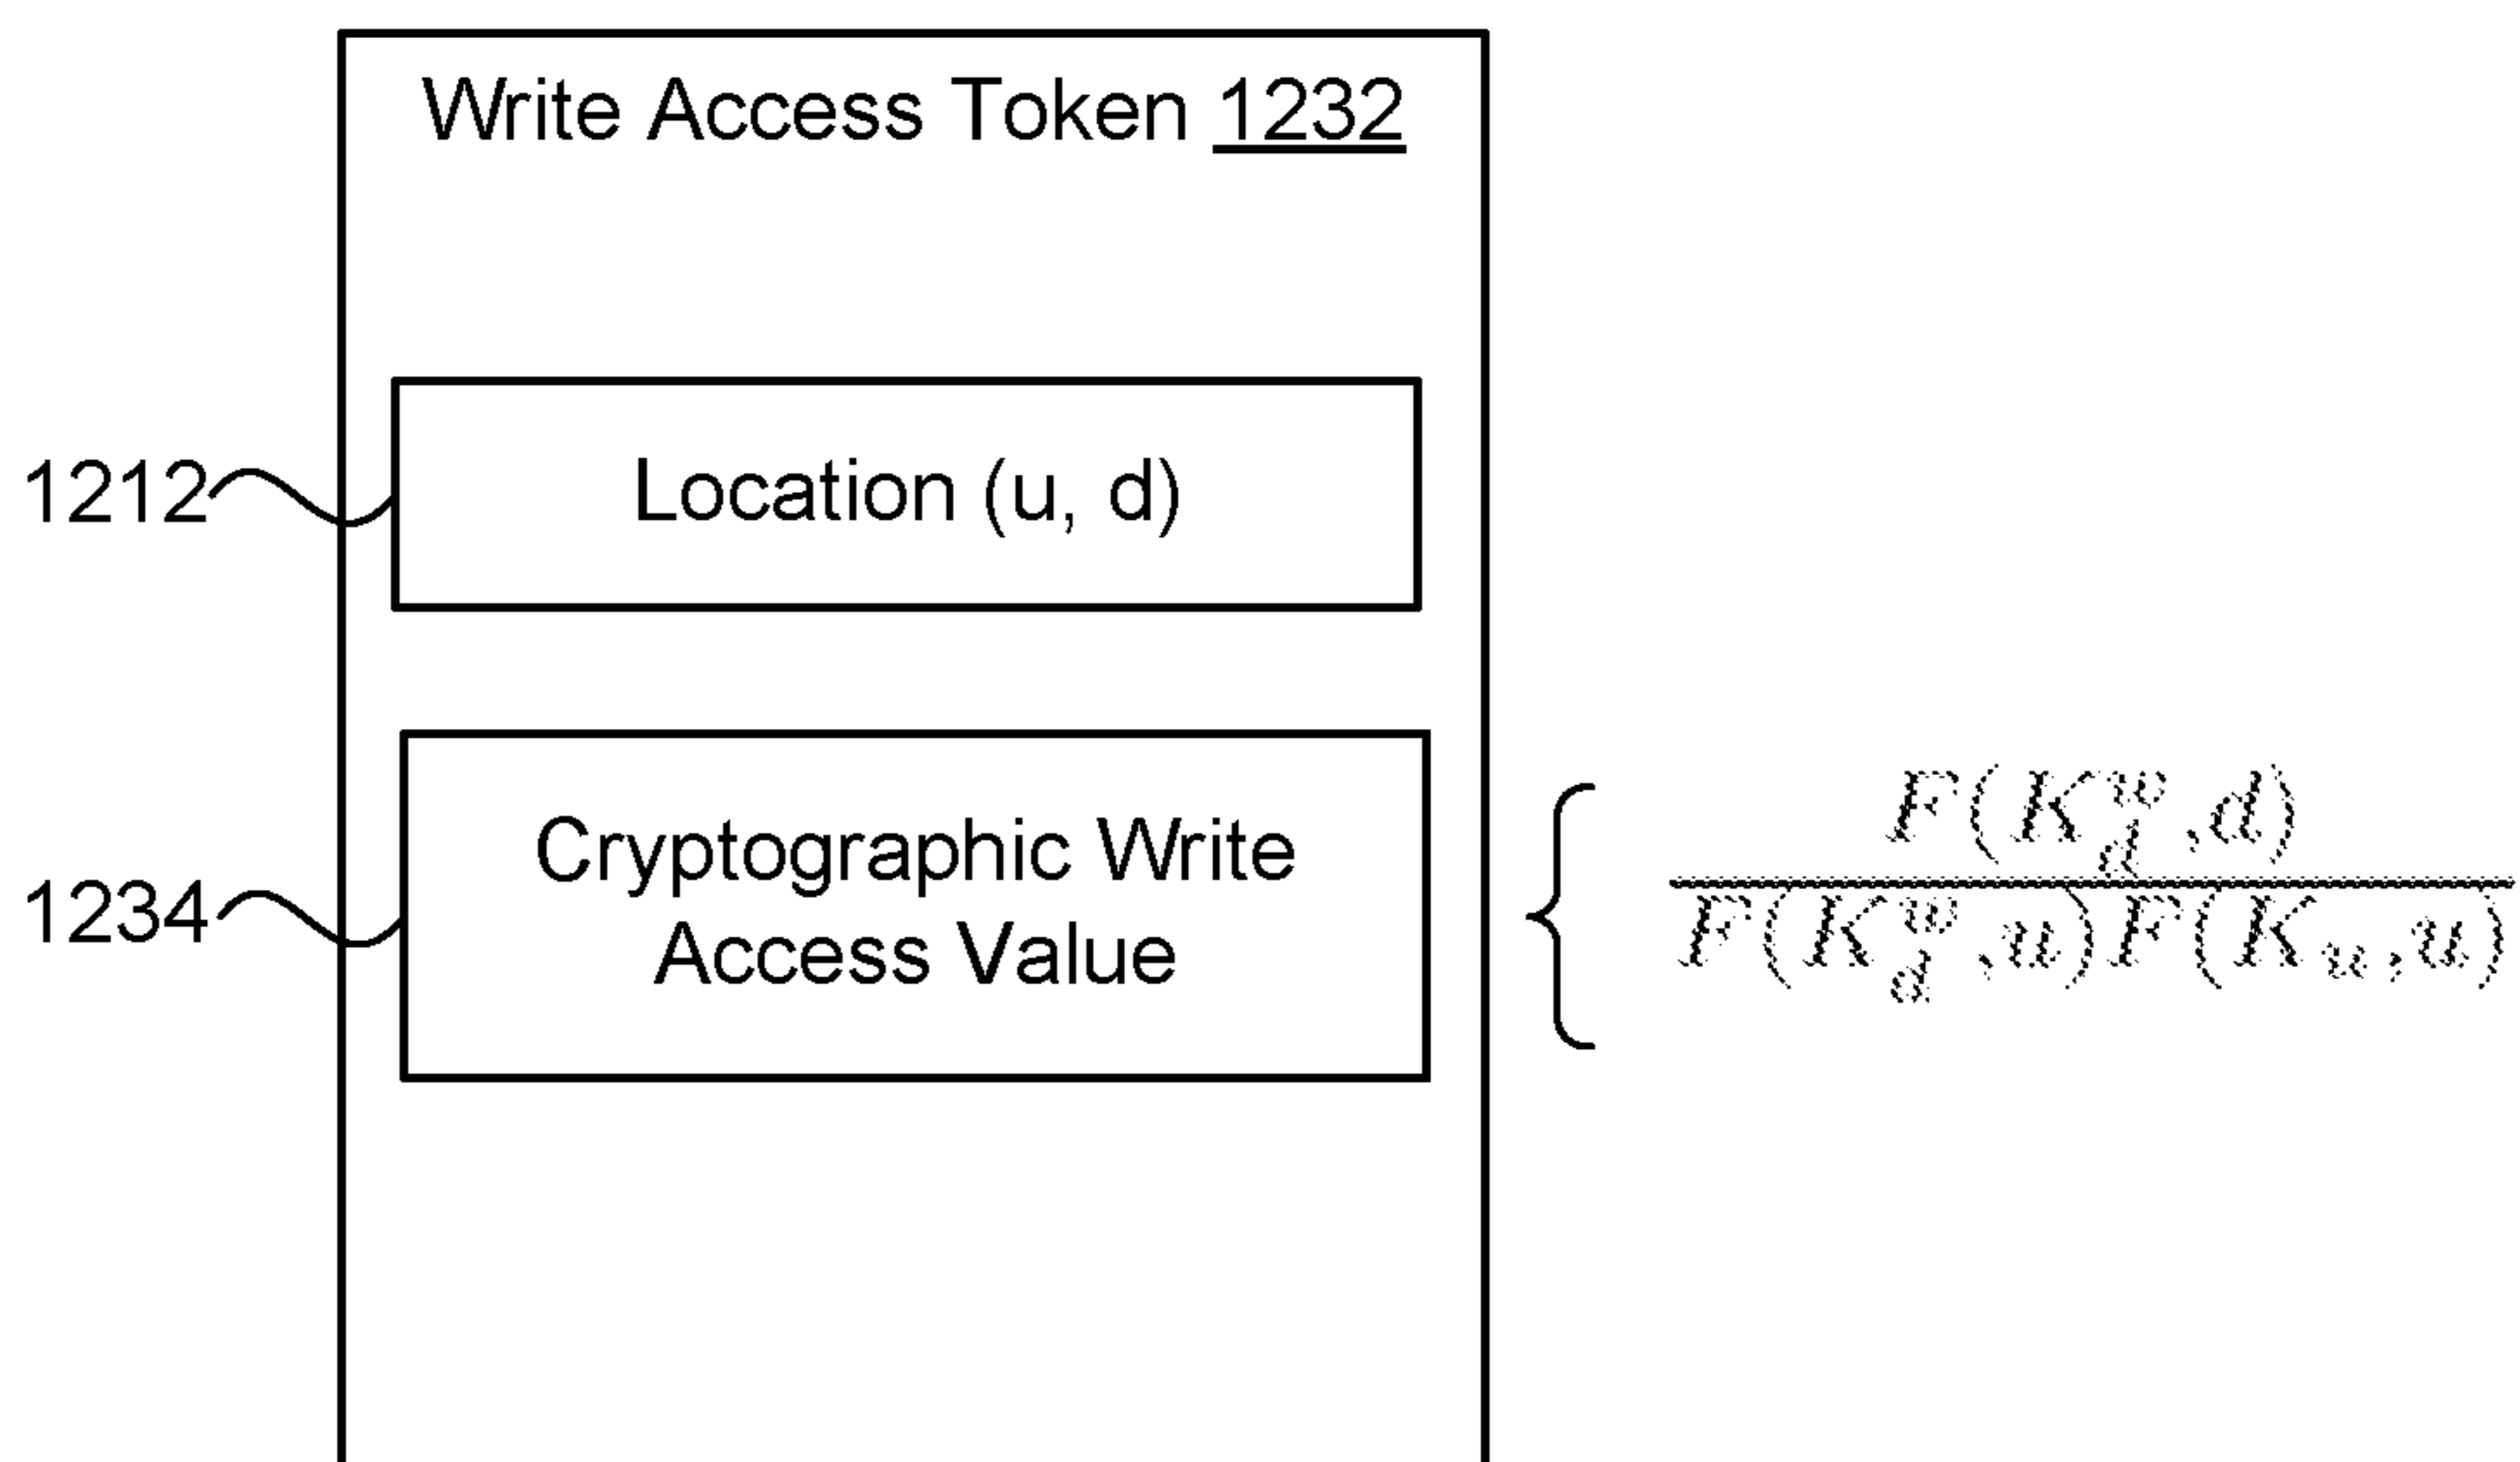 Write Access Token 1232
1212
Location (u, d)
1234
Cryptographic Write
Access Value
F(K_d^w,d)
F(K_d^w,u)F(K_u,u)